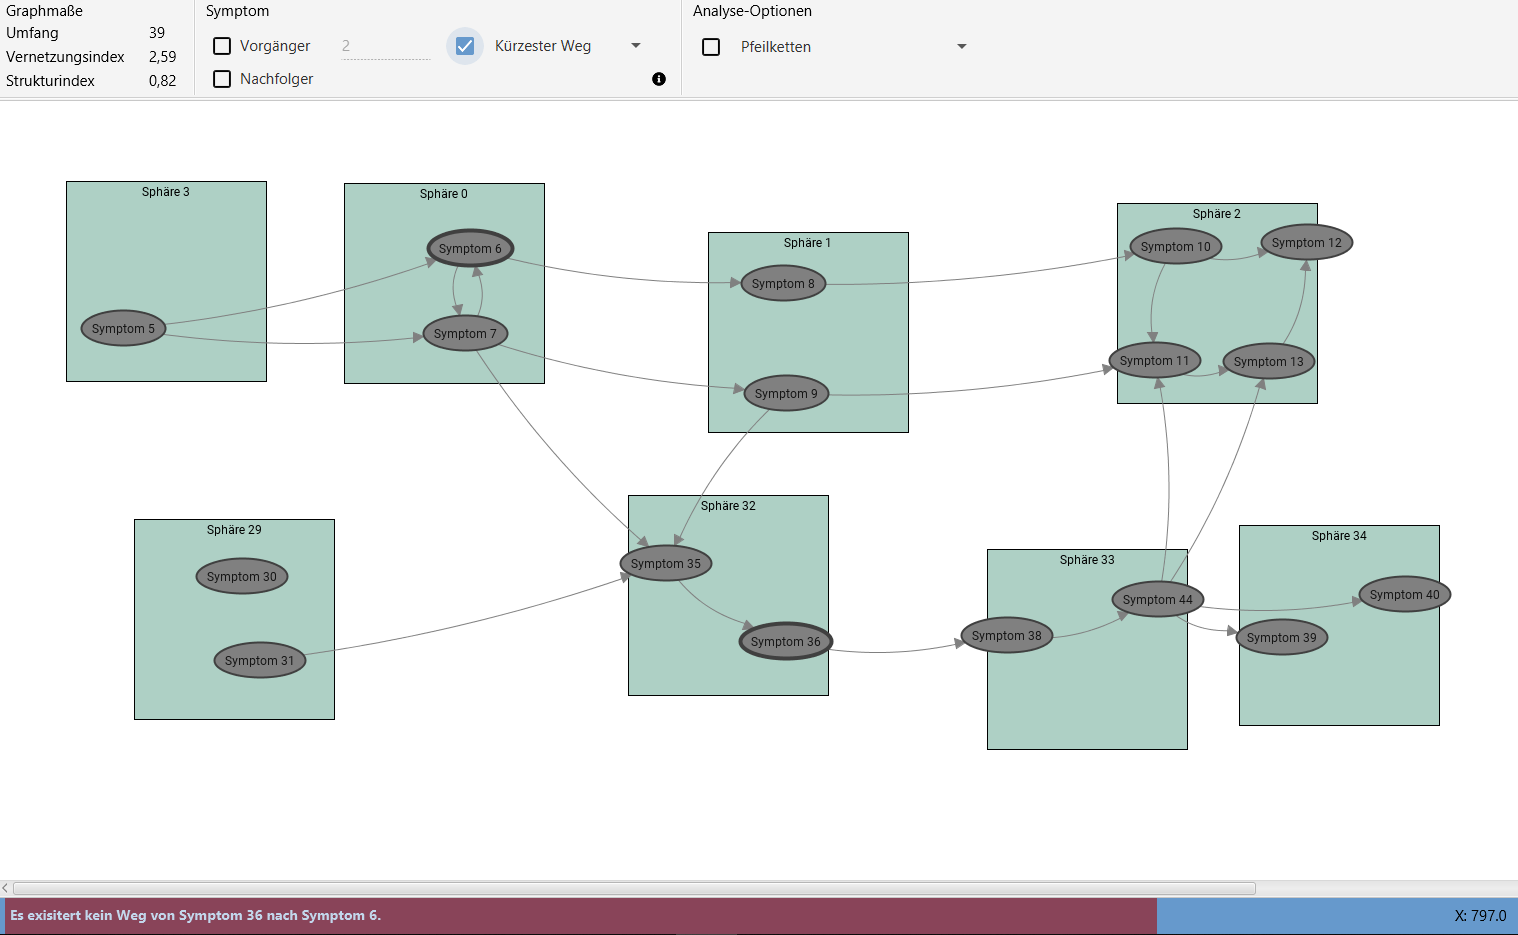 Graphmaße
Umfang 39
Vernetzungsindex 2,59
Strukturindex 0,82
Symptom
Vorgänger 2 Kürzester Weg
Nachfolger
Analyse-Optionen
Pfeilketten
Sphäre 3
Symptom 5
Sphäre 0
Symptom 6
Symptom 7
Sphäre 1
Symptom 8
Symptom 9
Sphäre 2
Symptom 10
Symptom 12
Symptom 11
Symptom 13
Sphäre 29
Symptom 30
Symptom 31
Sphäre 32
Symptom 35
Symptom 36
Sphäre 33
Symptom 44
Symptom 38
Sphäre 34
Symptom 40
Symptom 39
Es exisitert kein Weg von Symptom 36 nach Symptom 6.
X: 797.0